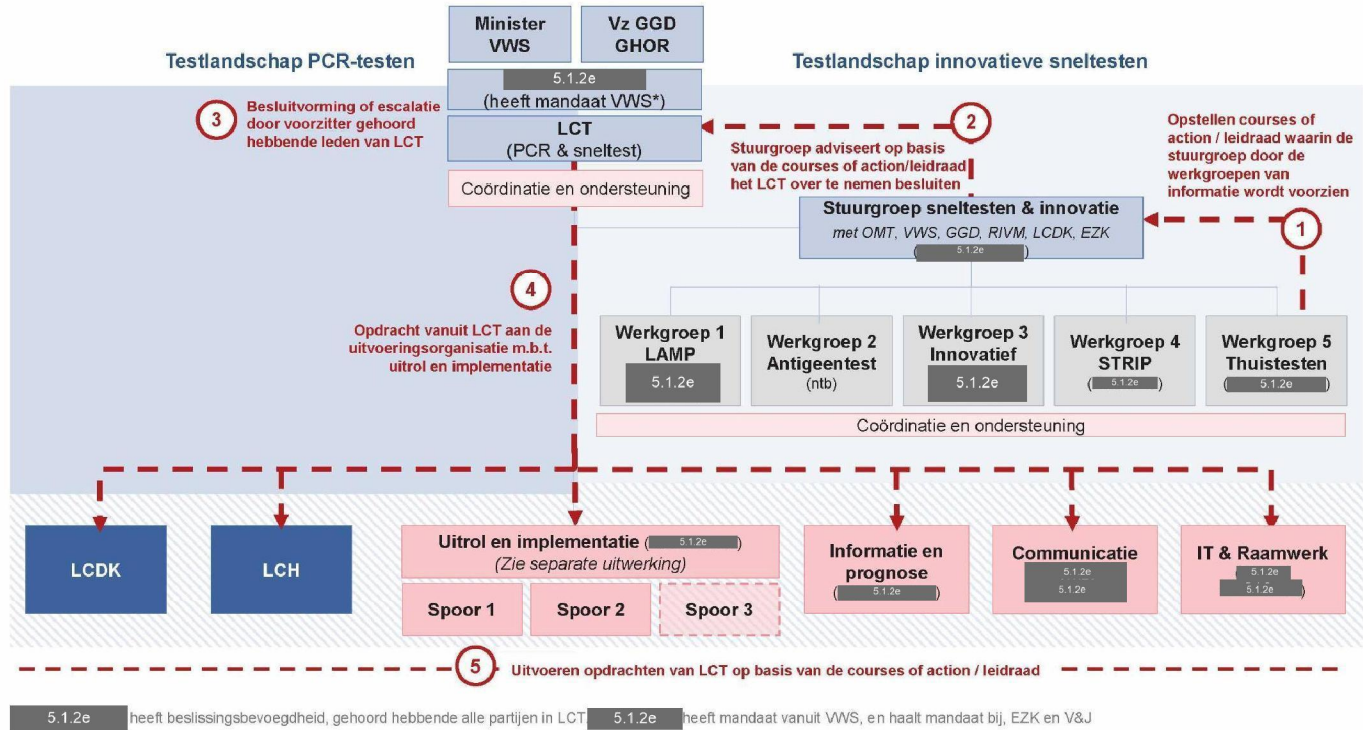 Minister
VWS
Vz GGD
GHOR
Testlandschap PCR-testen
Testlandschap innovatieve sneltesten
5.1.2e
(heeft mandaat VWS*)
3
Besluitvorming of escalatie
door voorzitter gehoord
hebbende leden van LCT
LCT
(PCR & sneltest)
Coördinatie en ondersteuning
2
Stuurgroep adviseert op basis
van de courses of action/leidraad
het LCT over te nemen besluiten
Opstellen courses of
action / leidraad waarin de
stuurgroep door de
werkgroepen van
informatie wordt voorzien
1
Stuurgroep sneltesten & innovatie
met OMT, VWS, GGD, RIVM, LCDK, EZK
( 5.1.2e )
4
Opdracht vanuit LCT aan de
uitvoeringsorganisatie m.b.t.
uitrol en implementatie
Werkgroep 1
LAMP
5.1.2e
Werkgroep 2
Antigeentest
(ntb)
Werkgroep 3
Innovatief
5.1.2e
Werkgroep 4
STRIP
( 5.1.2e )
Werkgroep 5
Thuistesten
( 5.1.2e )
Coördinatie en ondersteuning
LCDK
LCH
Uitrol en implementatie ( 5.1.2e )
(Zie separate uitwerking)
Spoor 1
Spoor 2
Spoor 3
Informatie en
prognose
( 5.1.2e )
Communicatie
5.1.2e
5.1.2e
IT & Raamwerk
( 5.1.2e
5.1.2e )
5
Uitvoeren opdrachten van LCT op basis van de courses of action / leidraad
5.1.2e heeft beslissingsbevoegdheid, gehoord hebbende alle partijen in LCT, 5.1.2e heeft mandaat vanuit VWS, en haalt mandaat bij, EZK en V&J